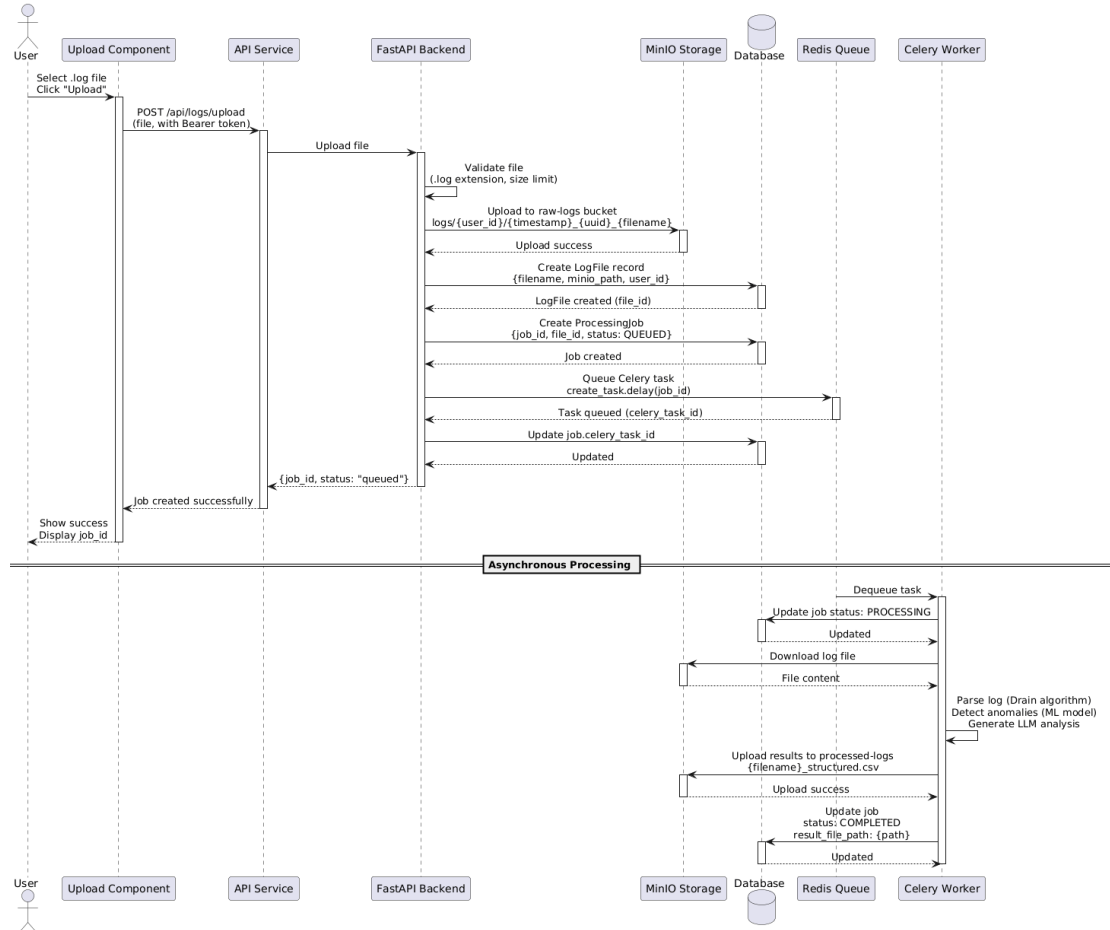 User
Upload Component
API Service
FastAPI Backend
MinIO Storage
Database
Redis Queue
Celery Worker
Select .log file
Click "Upload"
POST /api/logs/upload
(file, with Bearer token)
Upload file
Validate file
(.log extension, size limit)
Upload to raw-logs bucket
logs/{user_id}/{timestamp}_{uuid}_{filename}
Upload success
Create LogFile record
{filename, minio_path, user_id}
LogFile created (file_id)
Create ProcessingJob
{job_id, file_id, status: QUEUED}
Job created
Queue Celery task
create_task.delay(job_id)
Task queued (celery_task_id)
Update job.celery_task_id
Updated
{job_id, status: "queued"}
Job created successfully
Show success
Display job_id
Asynchronous Processing
Dequeue task
Update job status: PROCESSING
Updated
Download log file
File content
Parse log (Drain algorithm)
Detect anomalies (ML model)
Generate LLM analysis
Upload results to processed-logs
{filename}_structured.csv
Upload success
Update job
status: COMPLETED
result_file_path: {path}
Updated
User
Upload Component
API Service
FastAPI Backend
MinIO Storage
Database
Redis Queue
Celery Worker